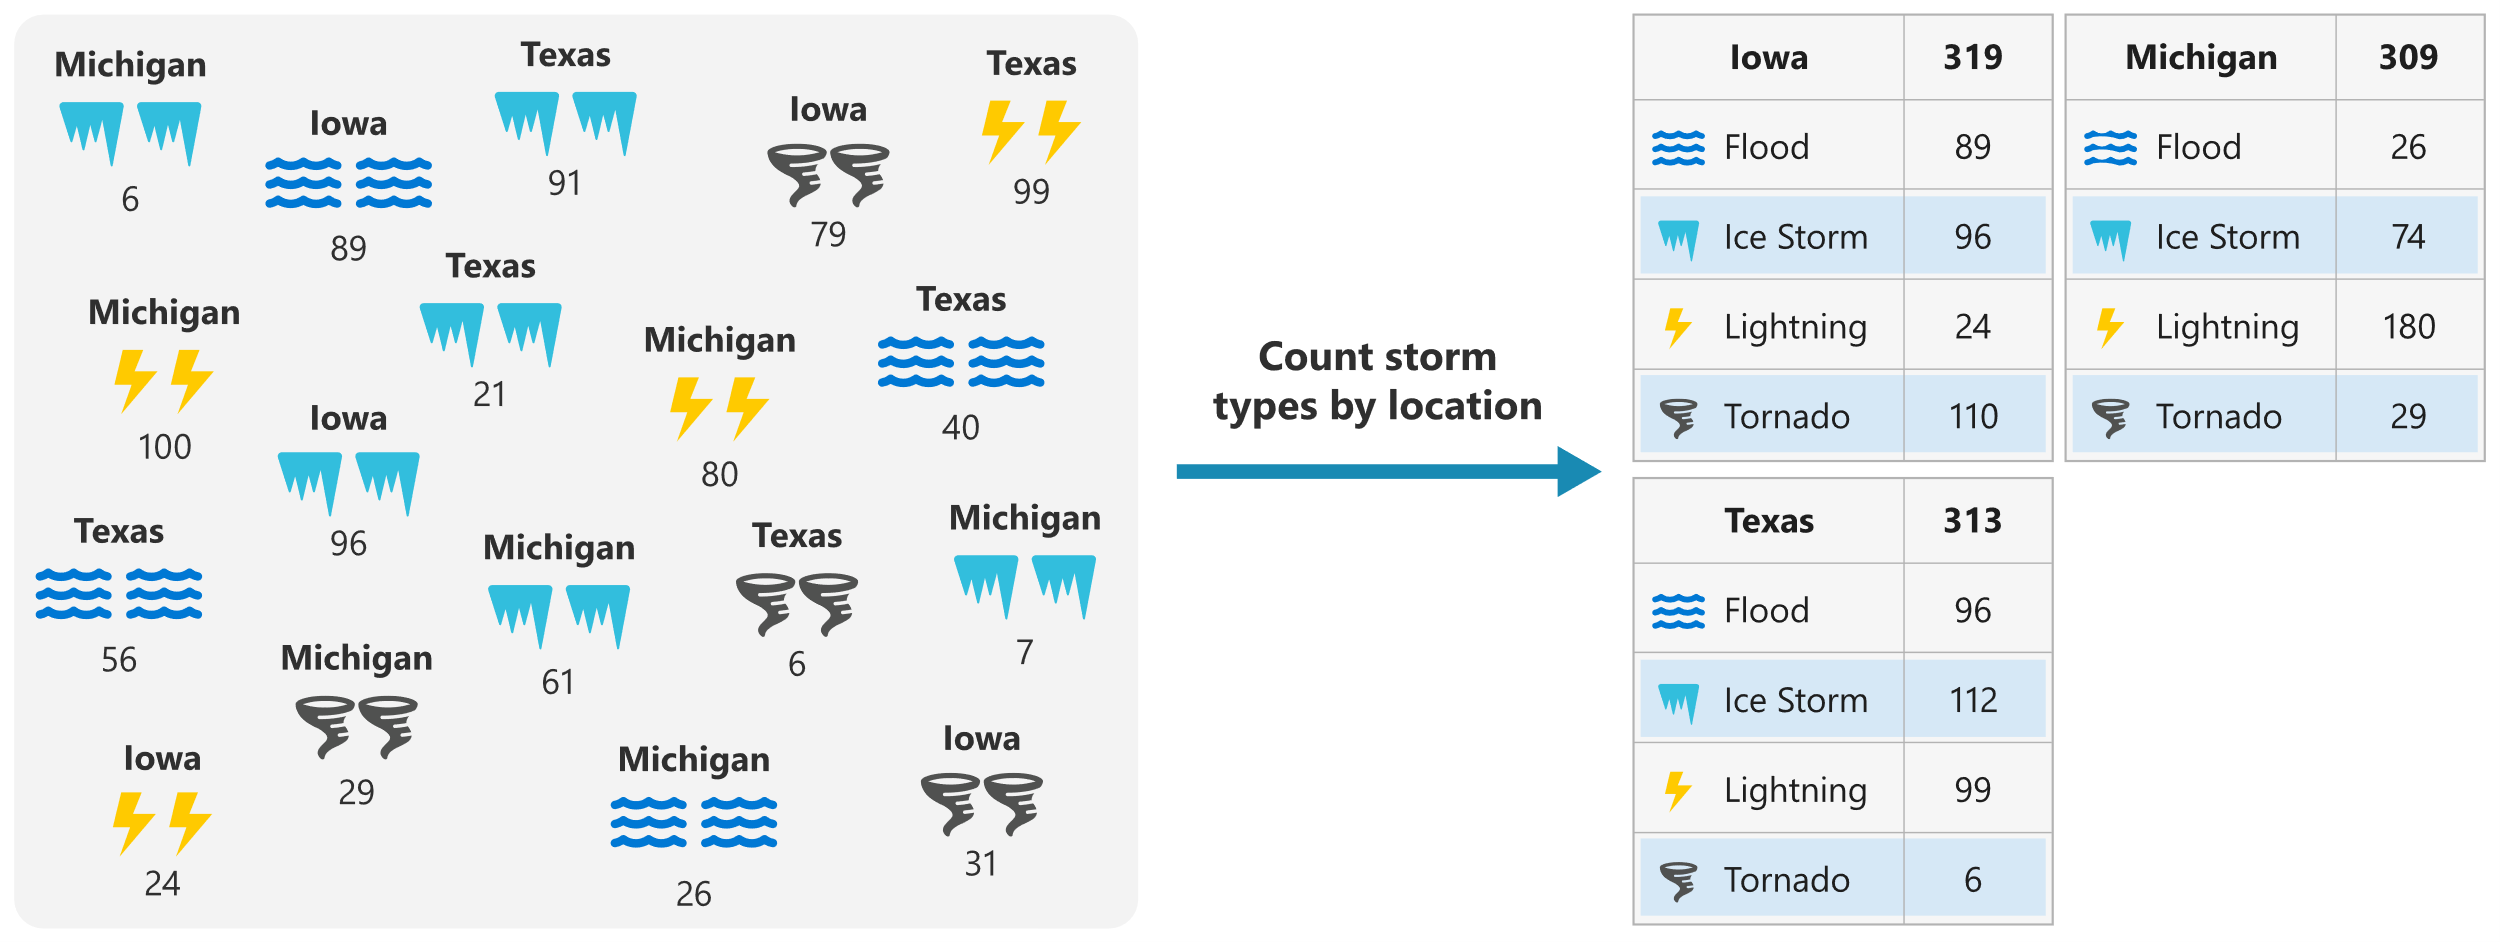 Michigan
6
Iowa
89
Texas
91
Iowa
79
Texas
99
Michigan
100
Texas
21
Michigan
80
Texas
40
Iowa
96
Texas
56
Michigan
61
Texas
6
Michigan
7
Michigan
29
Iowa
24
Michigan
26
Iowa
31
Count storm
types by location
Iowa 319
Flood 89
Ice Storm 96
Lightning 24
Tornado 110
Michigan 309
Flood 26
Ice Storm 74
Lightning 180
Tornado 29
Texas 313
Flood 96
Ice Storm 112
Lightning 99
Tornado 6